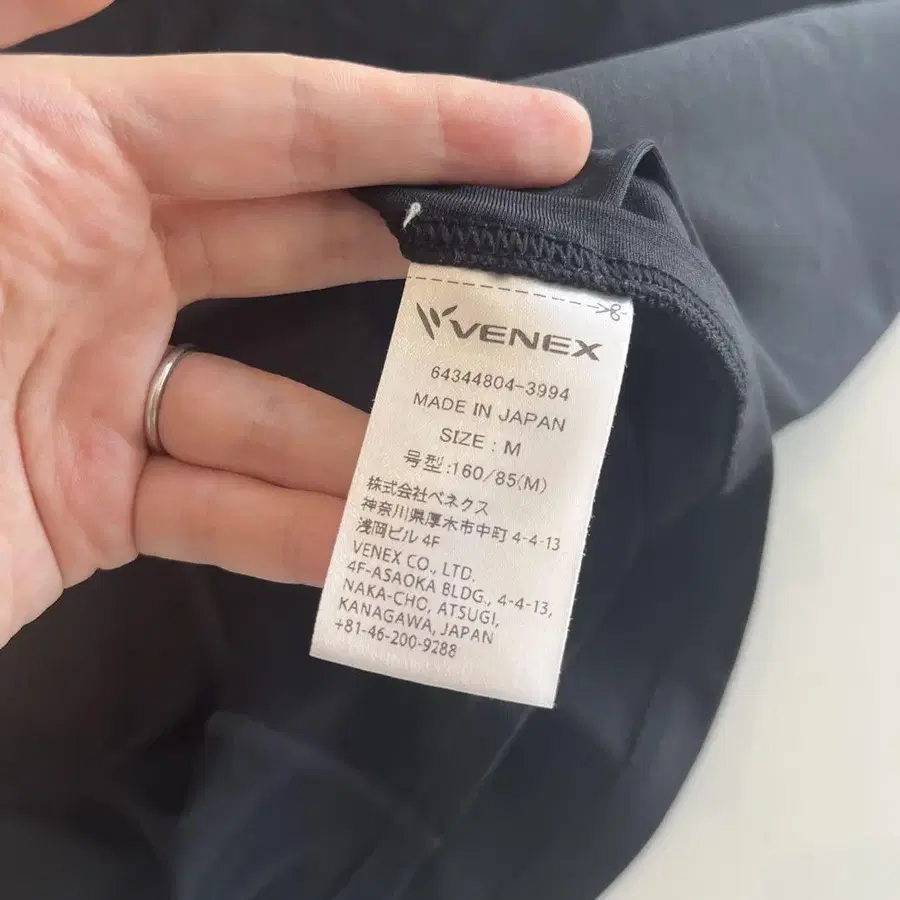 VENEX
64344804-3994
MADE IN JAPAN
SIZE : M
号型:160/85(M)
株式会社ベネクス
神奈川県厚木市中町 4-4-13
浅岡ビル 4F
VENEX CO., LTD.
4F-ASAOKA BLDG., 4-4-13,
NAKA-CHO, ATSUGI,
KANAGAWA, JAPAN
+81-46-200-9288